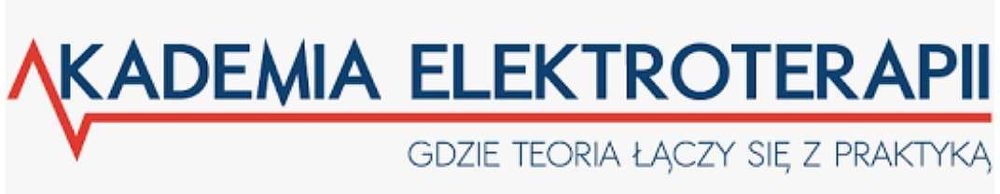 AKADEMIA ELEKTROTERAPII
GDZIE TEORIA ŁĄCZY SIĘ Z PRAKTYKĄ